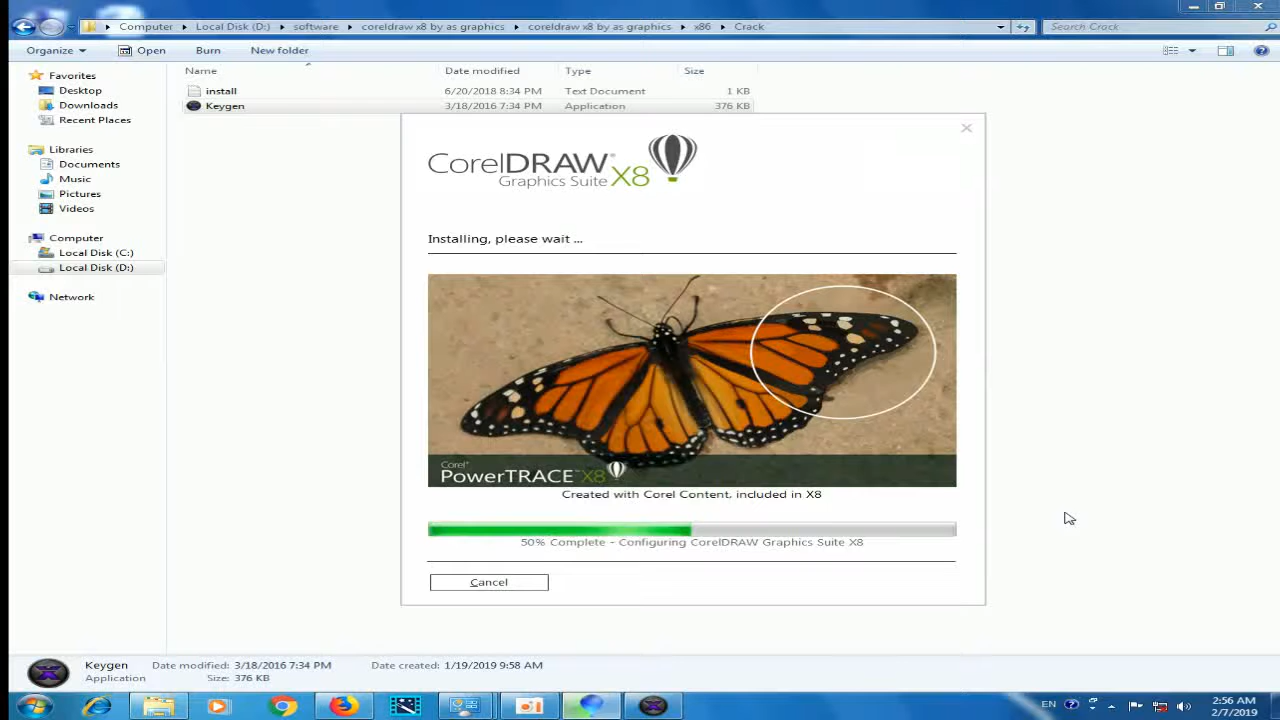 Computer Local Disk (D:) software coreldraw x8 by as graphics coreldraw x8 by as graphics x86 Crack Search Crack
Organize Open Burn New folder
Name Date modified Type Size
install 6/20/2018 8:34 PM Text Document 1 KB
Keygen 3/18/2016 7:34 PM Application 376 KB
Favorites
Desktop
Downloads
Recent Places
Libraries
Documents
Music
Pictures
Videos
Computer
Local Disk (C:)
Local Disk (D:)
Network
CorelDRAW®
Graphics Suite X8
Installing, please wait ...
Corel®
PowerTRACE™ X8
Created with Corel Content, included in X8
50% Complete - Configuring CorelDRAW Graphics Suite X8
Cancel
Keygen Date modified: 3/18/2016 7:34 PM Date created: 1/19/2019 9:58 AM
Application Size: 376 KB
EN 2:56 AM
2/7/2019